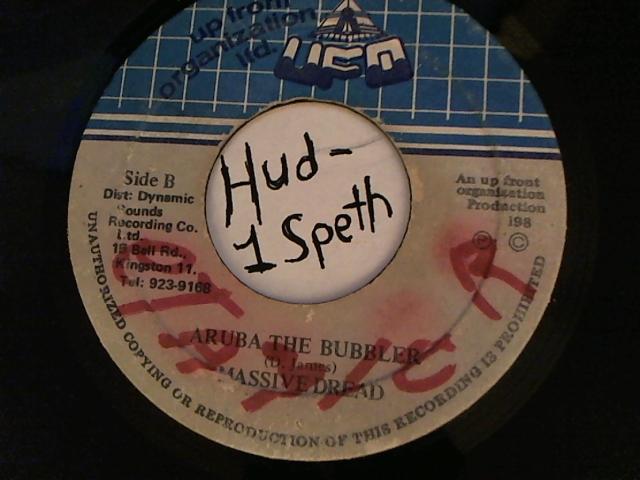 up front
organization
ltd.
UFO
Hud-
1 Speth
Side B
Dist: Dynamic
Sounds
Recording Co.
Ltd.
15 Bell Rd.,
Kingston 11.
Tel: 923-9168
An up front
organization
Production
198
℗ ©
ARUBA THE BUBBLER
(D. James)
MASSIVE DREAD
UNAUTHORIZED COPYING OR REPRODUCTION OF THIS RECORDING IS PROHIBITED